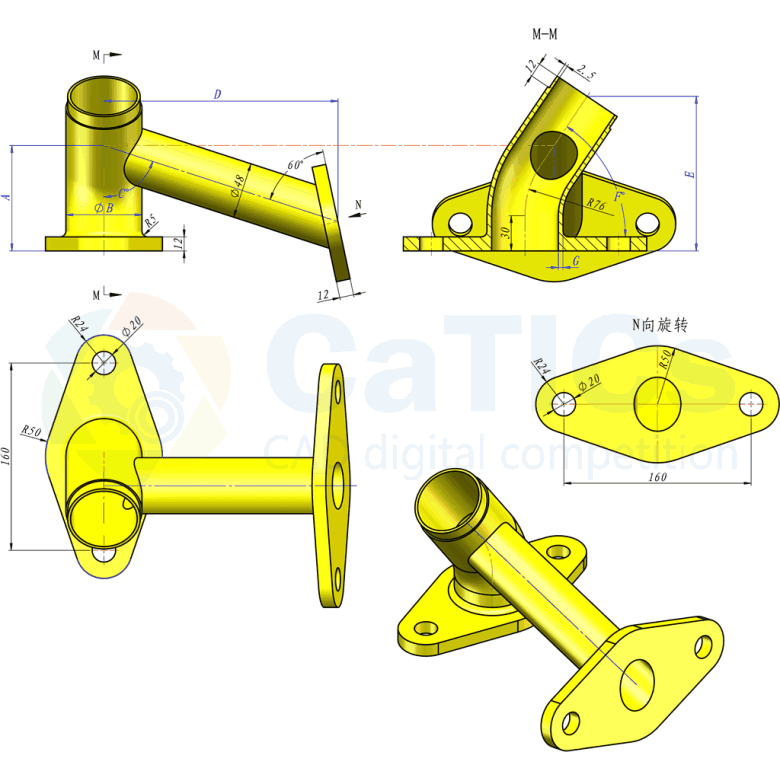 M-M
M
12
2.5
D
60°
A
C°
Φ48
ΦB
R5
N
12
E
F°
R76
30
G
12
M
N向旋转
R24
Φ20
R50
R24
Φ20
R50
160
160
CaTICs
CAD digital competition